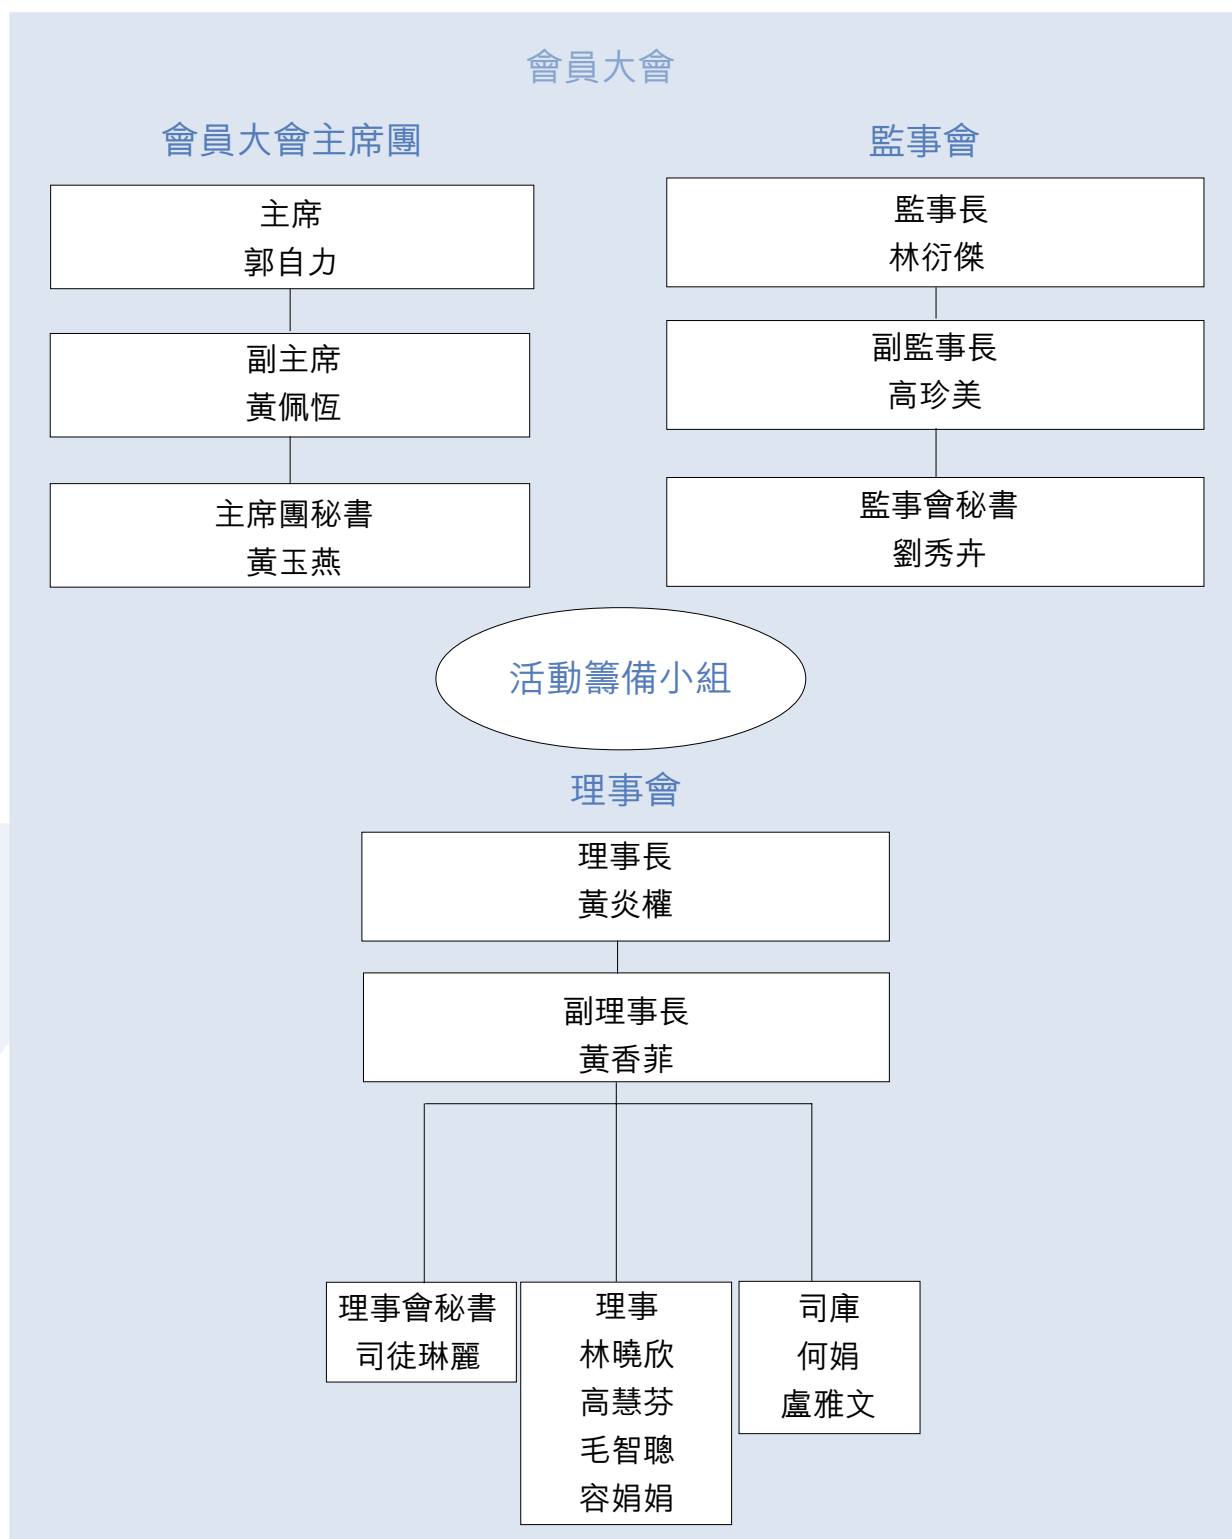 會員大會
會員大會主席團
主席
郭自力
副主席
黃佩恆
主席團秘書
黃玉燕
監事會
監事長
林衍傑
副監事長
高珍美
監事會秘書
劉秀卉
活動籌備小組
理事會
理事長
黃炎權
副理事長
黃香菲
理事會秘書
司徒琳麗
理事
林曉欣
高慧芬
毛智聰
容娟娟
司庫
何娟
盧雅文